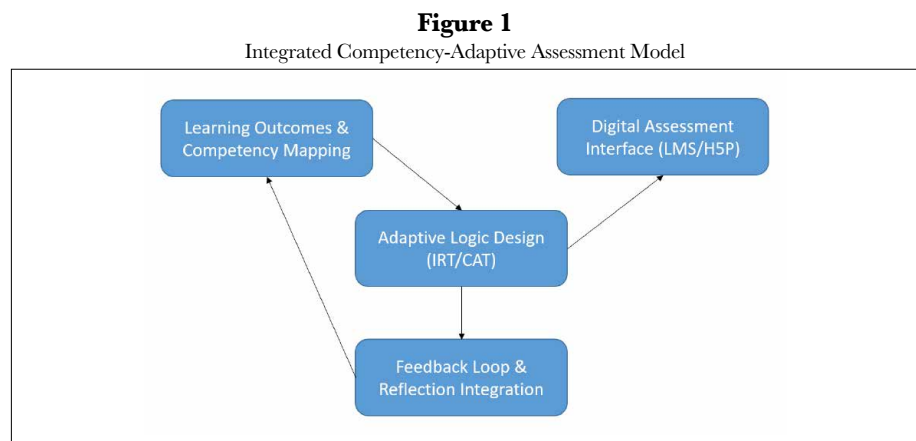 Figure 1
Integrated Competency-Adaptive Assessment Model
Learning Outcomes &
Competency Mapping
Digital Assessment
Interface (LMS/H5P)
Adaptive Logic Design
(IRT/CAT)
Feedback Loop &
Reflection Integration